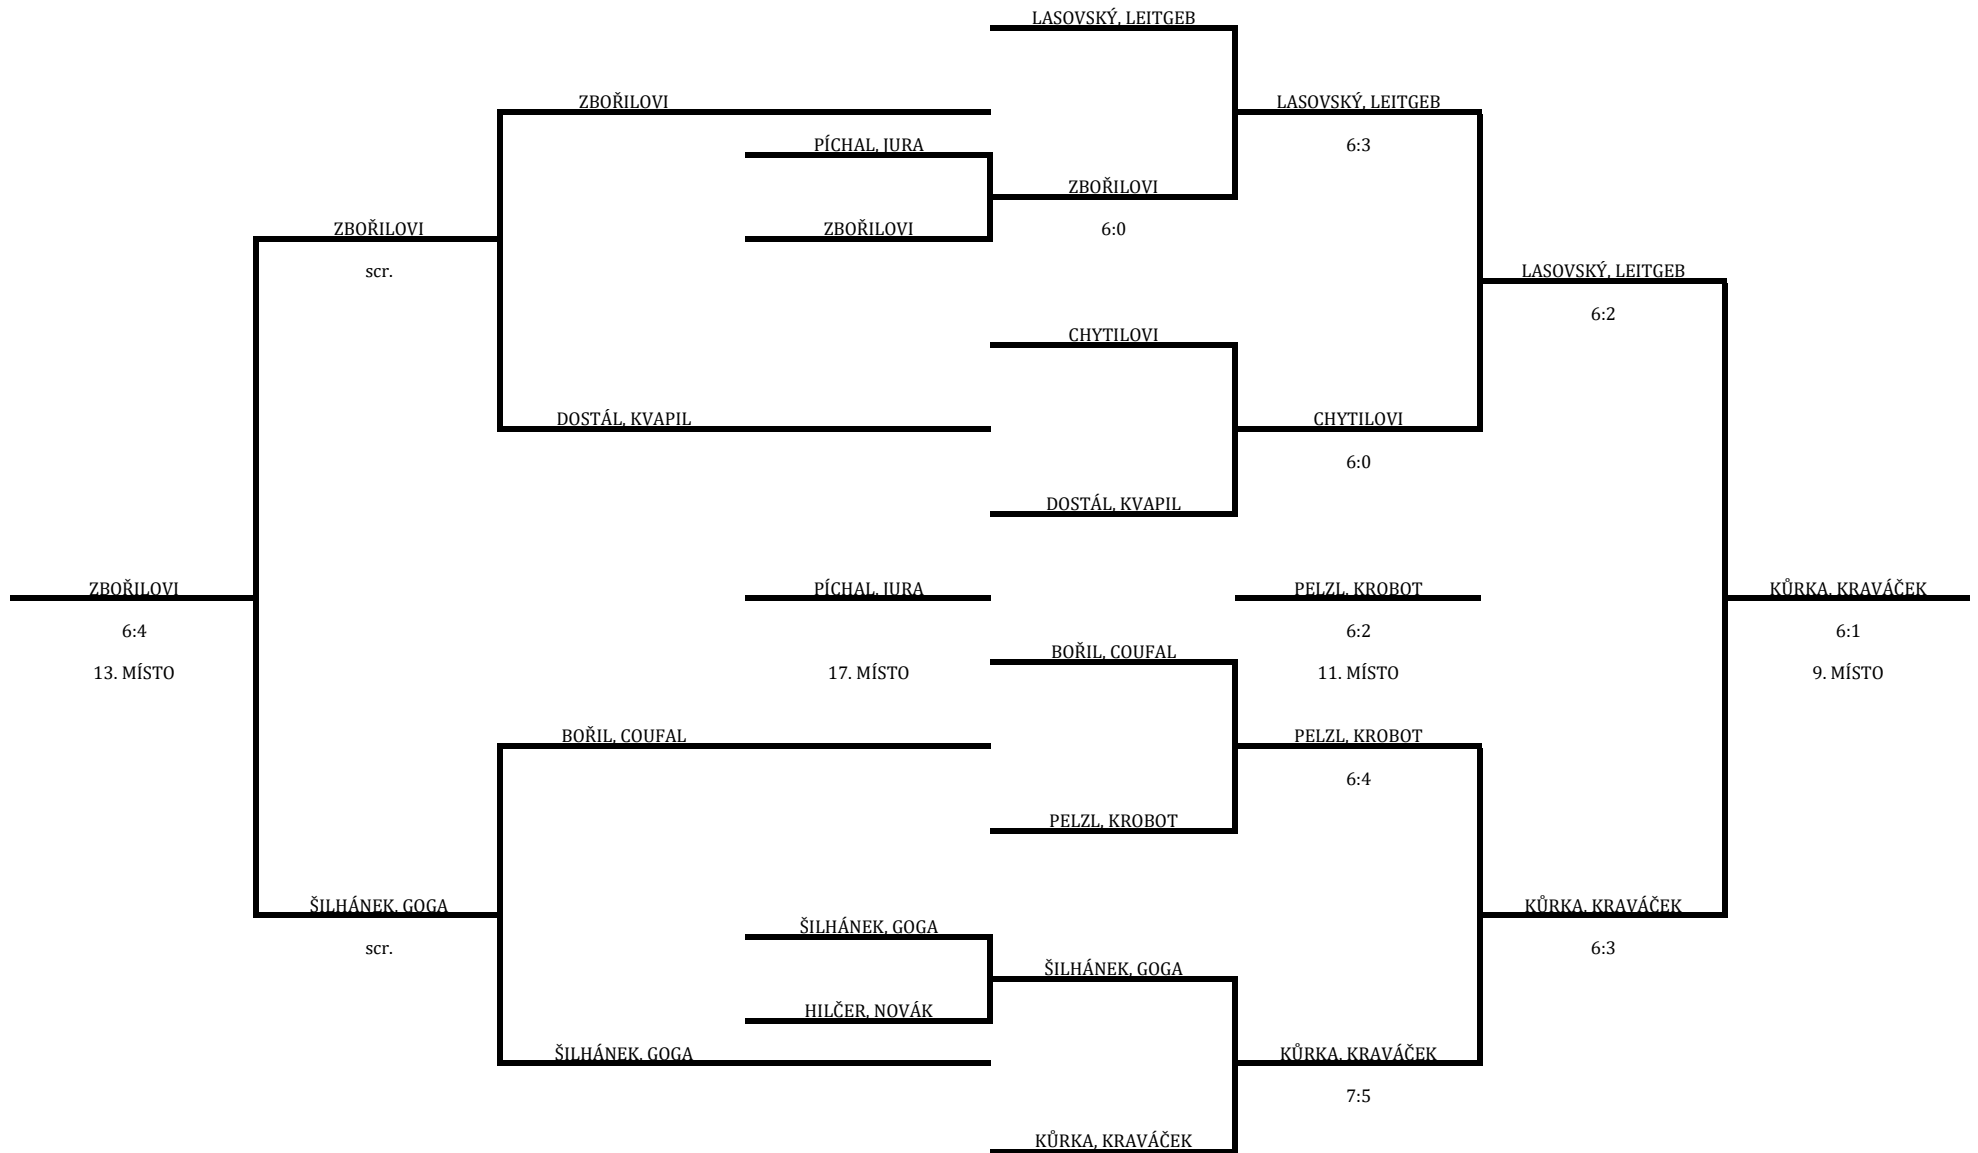 LASOVSKÝ, LEITGEB
ZBOŘILOVI
LASOVSKÝ, LEITGEB
PÍCHAL, JURA
6:3
ZBOŘILOVI
ZBOŘILOVI
ZBOŘILOVI
6:0
scr.
LASOVSKÝ, LEITGEB
6:2
CHYTILOVI
DOSTÁL, KVAPIL
CHYTILOVI
6:0
DOSTÁL, KVAPIL
ZBOŘILOVI
PÍCHAL, JURA
PELZL, KROBOT
KŮRKA, KRAVÁČEK
6:4
6:2
6:1
BOŘIL, COUFAL
13. MÍSTO
17. MÍSTO
11. MÍSTO
9. MÍSTO
BOŘIL, COUFAL
PELZL, KROBOT
6:4
PELZL, KROBOT
ŠILHÁNEK, GOGA
KŮRKA, KRAVÁČEK
ŠILHÁNEK, GOGA
scr.
6:3
ŠILHÁNEK, GOGA
HILČER, NOVÁK
ŠILHÁNEK, GOGA
KŮRKA, KRAVÁČEK
7:5
KŮRKA, KRAVÁČEK